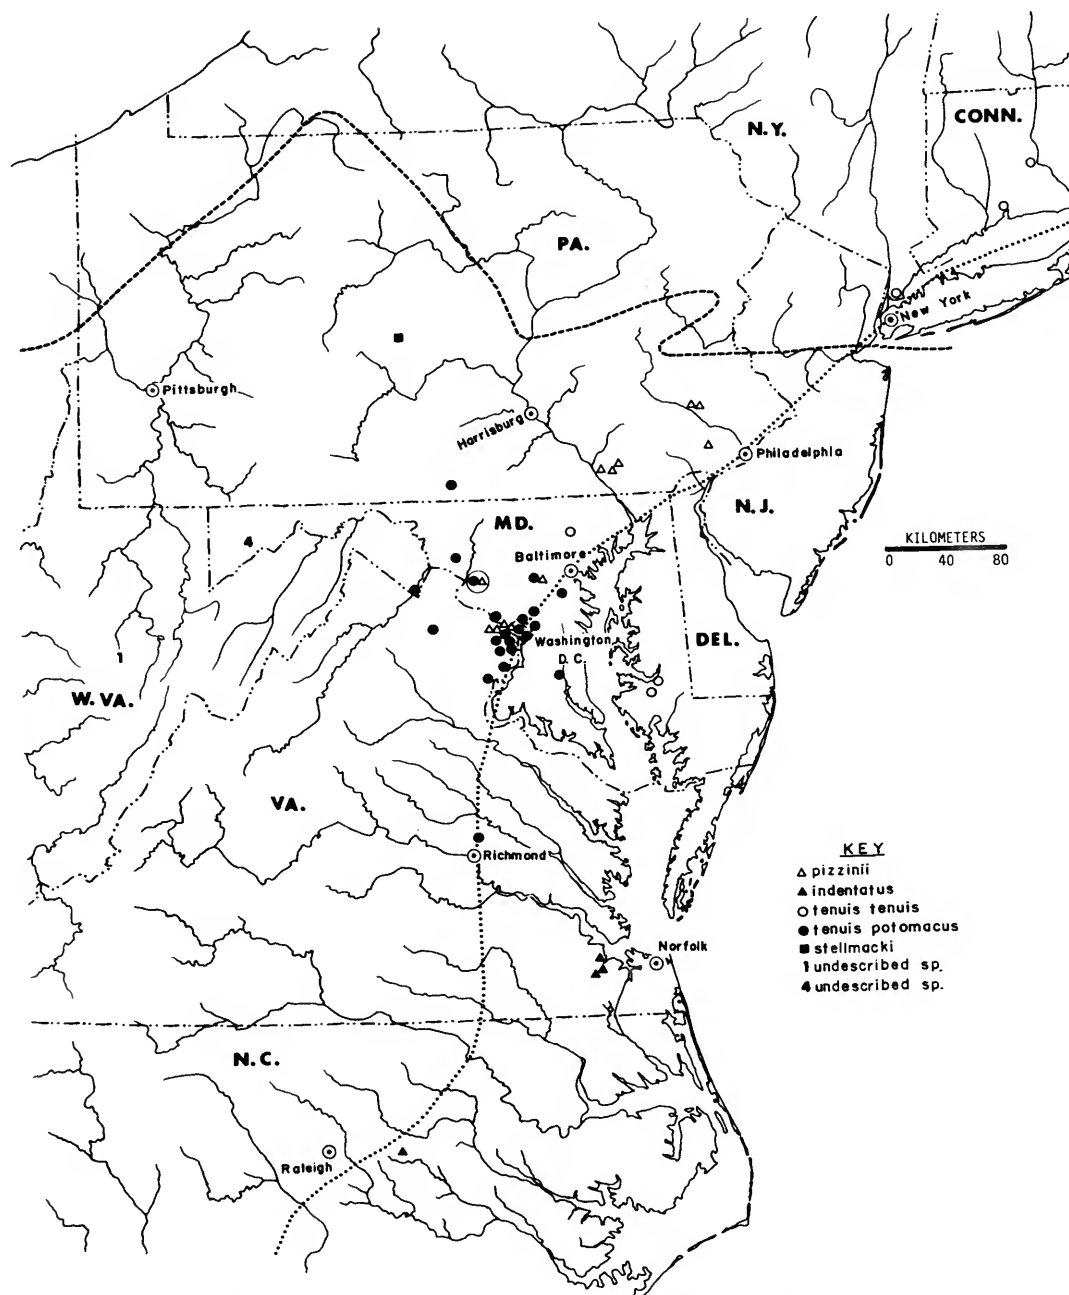 N.Y.
CONN.
PA.
New York
Pittsburgh
Harrisburg
Philadelphia
MD.
N.J.
4
Baltimore
KILOMETERS
0 40 80
Washington
D.C.
DEL.
1
W.VA.
VA.
Richmond
KEY
pizzinii
indentatus
tenuis tenuis
tenuis potomacus
stellmacki
1 undescribed sp.
4 undescribed sp.
Norfolk
N.C.
Raleigh